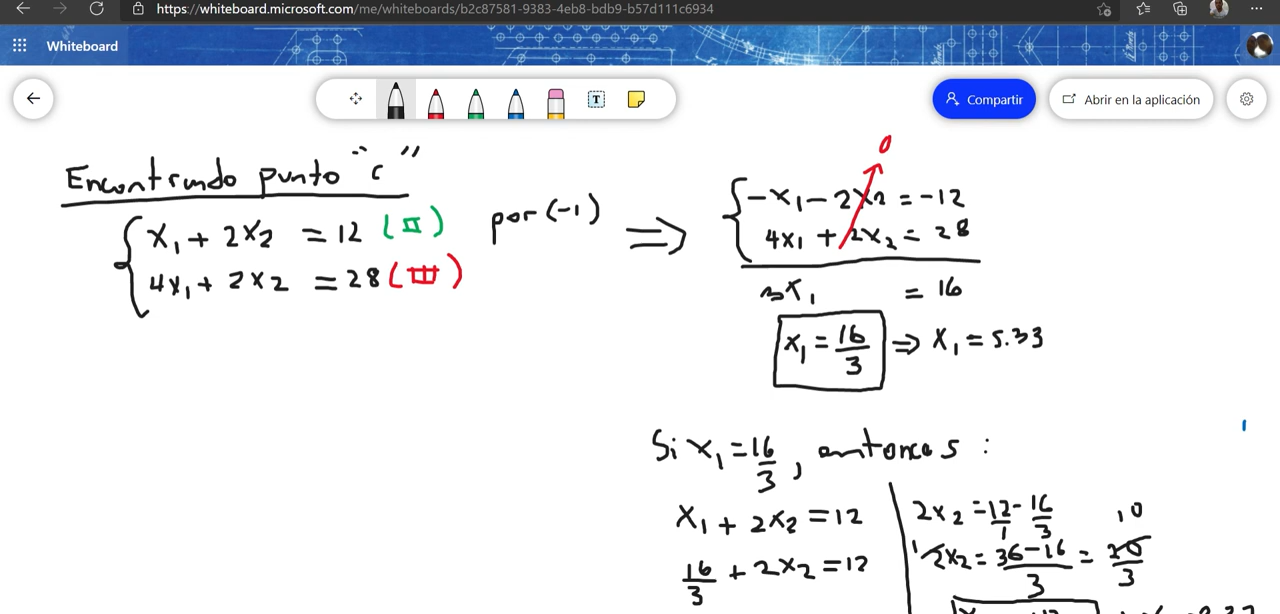 https://whiteboard.microsoft.com/me/whiteboards/b2c87581-9383-4eb8-bdb9-b57d111c6934
Whiteboard
T
Compartir
Abrir en la aplicación
Encontrando punto "c"
x₁ + 2x₂ = 12 (II)
4x₁ + 2x₂ = 28 (III)
por (-1)
⇒
-x₁ - 2x₂ = -12
4x₁ + 2x₂ = 28
0
3x₁ = 16
x₁ = 16/3 ⇒ x₁ = 5.33
Si x₁ = 16/3, entonces:
x₁ + 2x₂ = 12
16/3 + 2x₂ = 12
2x₂ = 12/1 - 16/3
10
1 2x₂ = 36-16/3 = 20/3